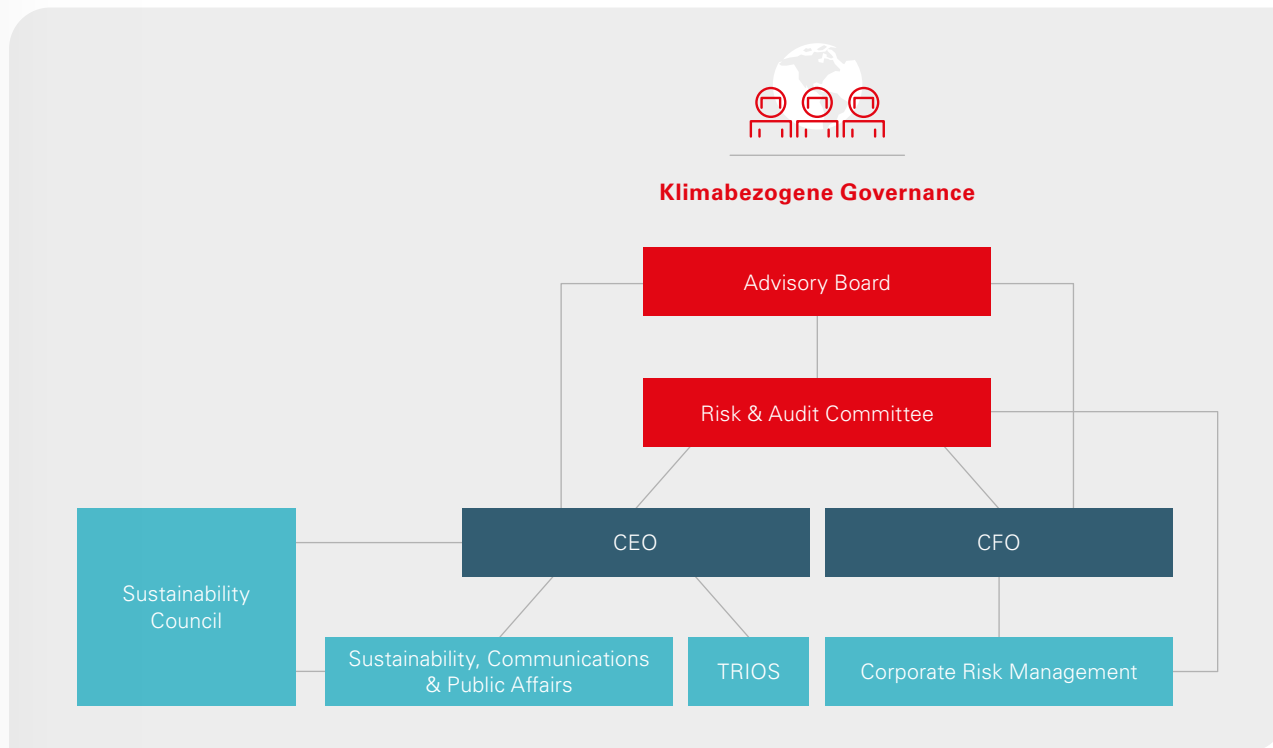 Klimabezogene Governance
Advisory Board
Risk & Audit Committee
CEO
CFO
Sustainability
Council
Sustainability, Communications
& Public Affairs
TRIOS
Corporate Risk Management